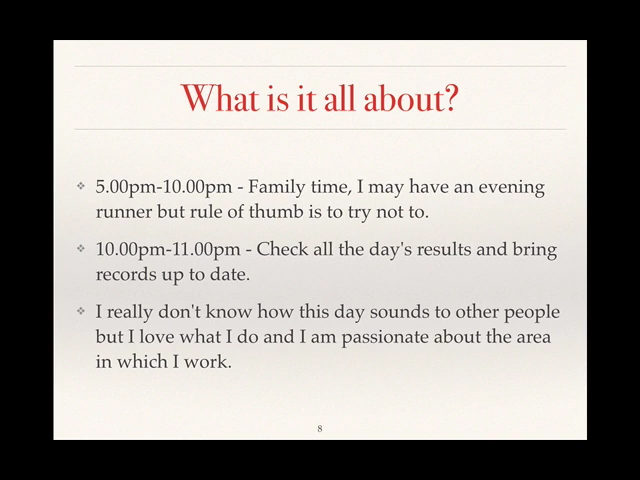 What is it all about?
5.00pm-10.00pm - Family time, I may have an evening
runner but rule of thumb is to try not to.
10.00pm-11.00pm - Check all the day's results and bring
records up to date.
I really don't know how this day sounds to other people
but I love what I do and I am passionate about the area
in which I work.
8